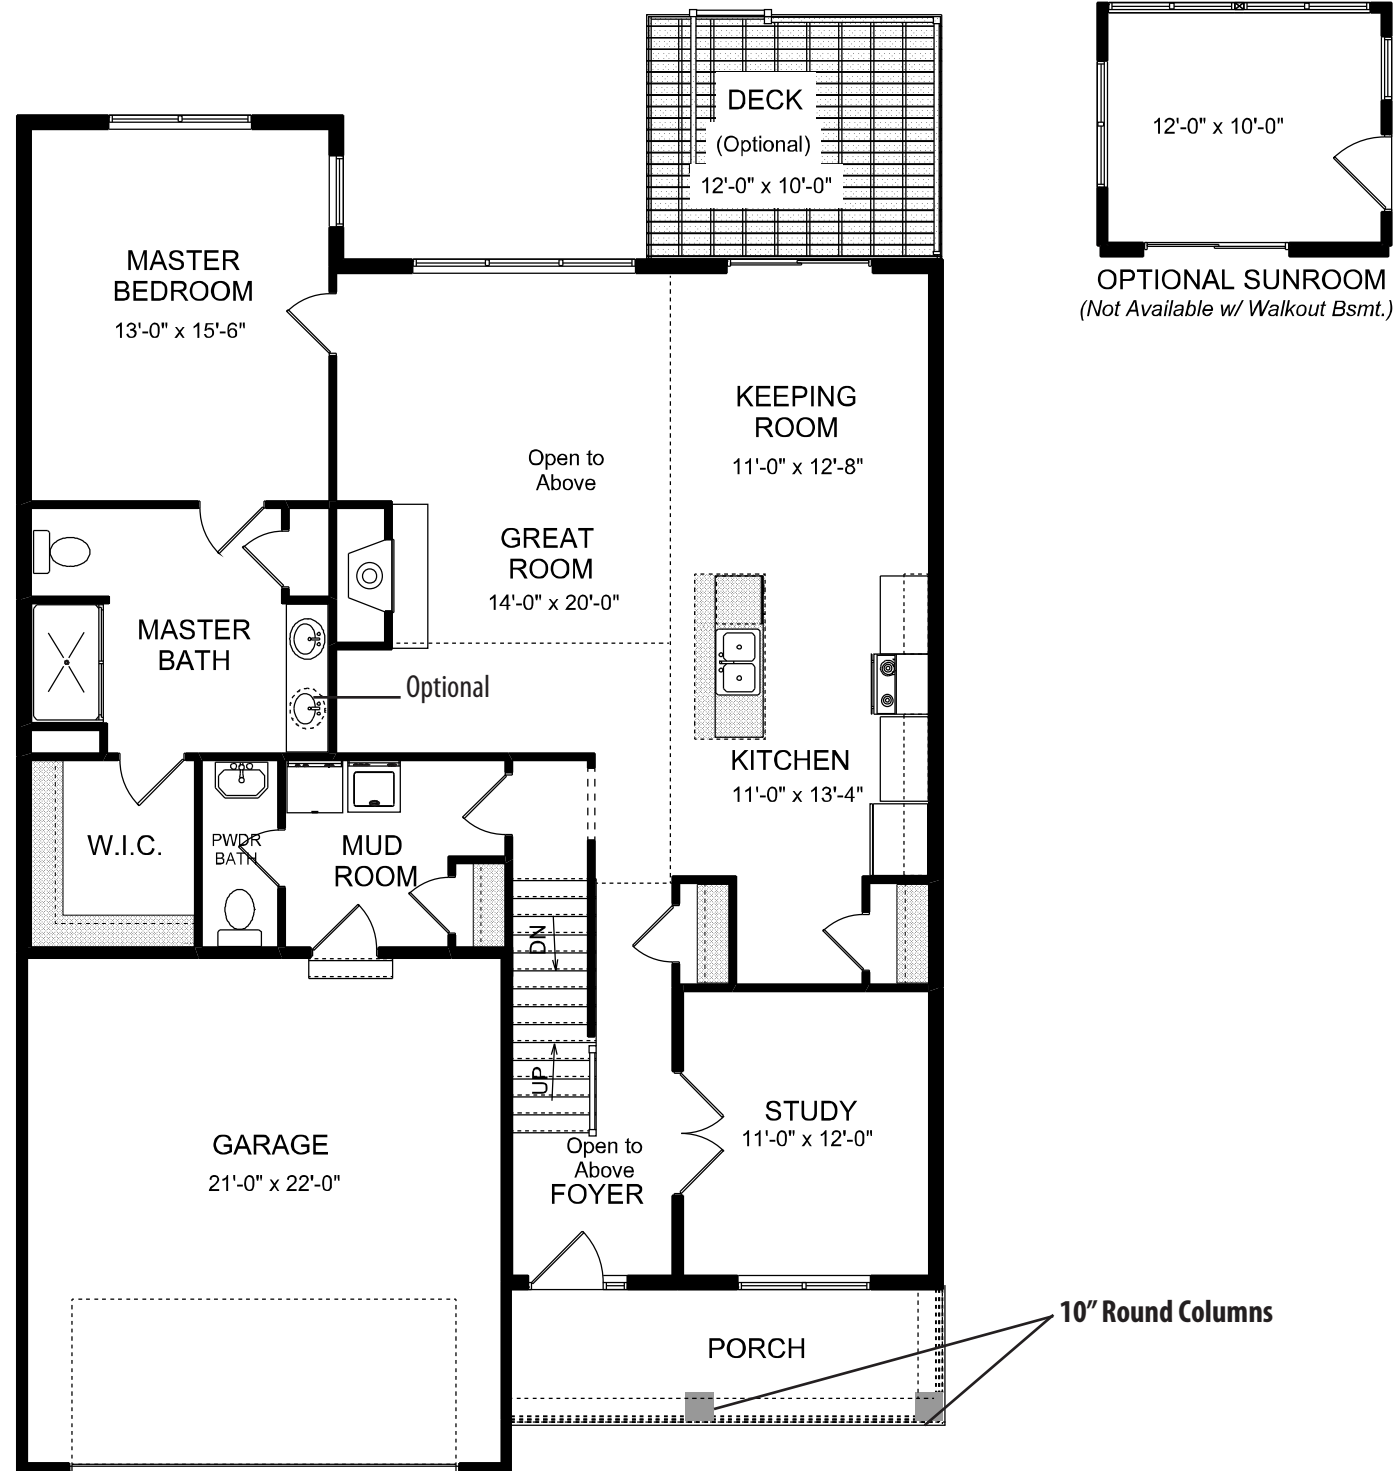 DECK
(Optional)
12'-0" x 10'-0"
12'-0" x 10'-0"
OPTIONAL SUNROOM
(Not Available w/ Walkout Bsmt.)
MASTER
BEDROOM
13'-0" x 15'-6"
KEEPING
ROOM
11'-0" x 12'-8"
Open to
Above
GREAT
ROOM
14'-0" x 20'-0"
MASTER
BATH
Optional
KITCHEN
11'-0" x 13'-4"
W.I.C.
PWDR
BATH
MUD
ROOM
DN
UP
STUDY
11'-0" x 12'-0"
GARAGE
21'-0" x 22'-0"
Open to
Above
FOYER
10” Round Columns
PORCH